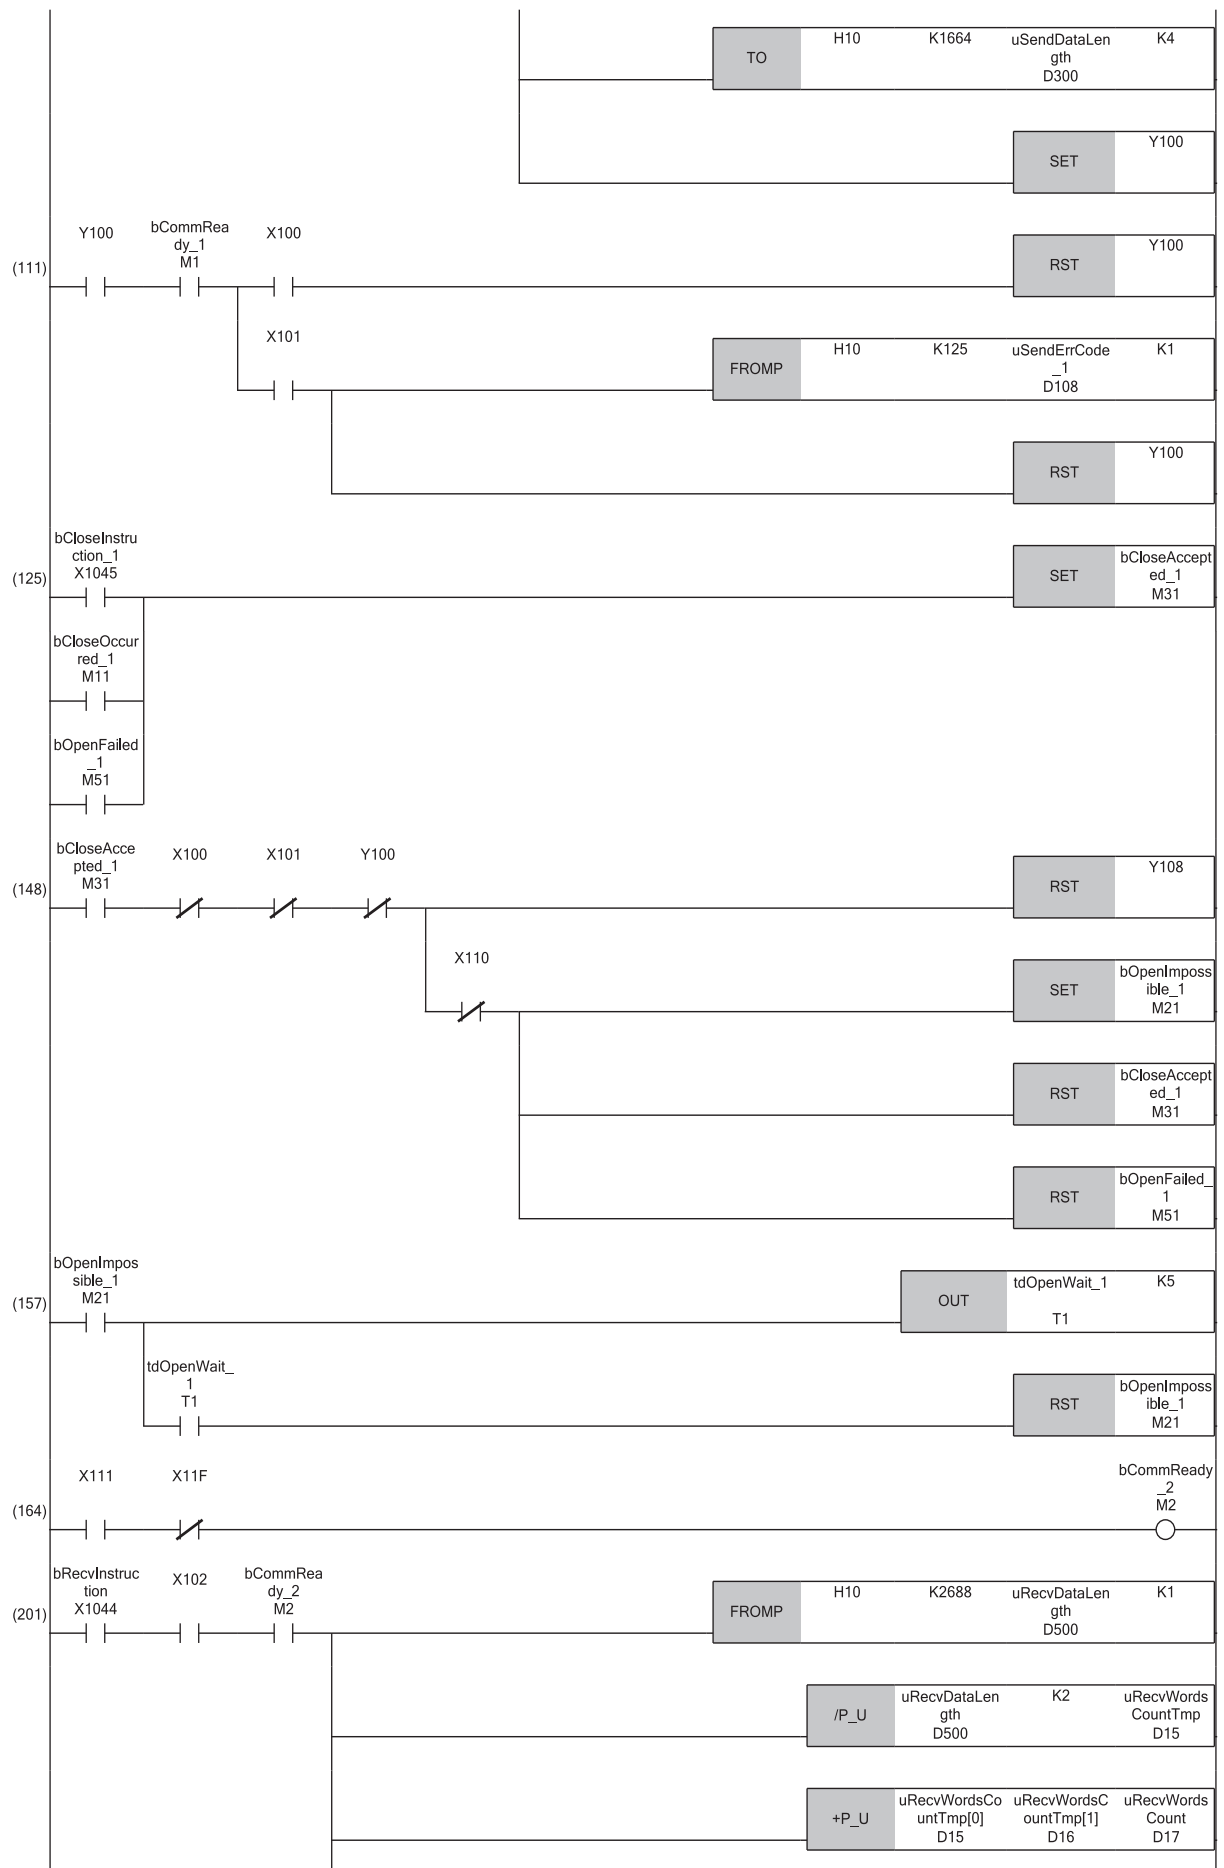 TO
H10
K1664
uSendDataLen
gth
D300
K4
SET
Y100
(111)
Y100
bCommRea
dy_1
M1
X100
RST
Y100
X101
FROMP
H10
K125
uSendErrCode
_1
D108
K1
RST
Y100
(125)
bCloseInstru
ction_1
X1045
SET
bCloseAccept
ed_1
M31
bCloseOccur
red_1
M11
bOpenFailed
_1
M51
(148)
bCloseAcce
pted_1
M31
X100
X101
Y100
RST
Y108
X110
SET
bOpenImposs
ible_1
M21
RST
bCloseAccept
ed_1
M31
RST
bOpenFailed_
1
M51
(157)
bOpenImpos
sible_1
M21
OUT
tdOpenWait_1
T1
K5
tdOpenWait_
1
T1
RST
bOpenImposs
ible_1
M21
(164)
X111
X11F
bCommReady
_2
M2
(201)
bRecvInstruc
tion
X1044
X102
bCommRea
dy_2
M2
FROMP
H10
K2688
uRecvDataLen
gth
D500
K1
/P_U
uRecvDataLen
gth
D500
K2
uRecvWords
CountTmp
D15
+P_U
uRecvWordsCo
untTmp[0]
D15
uRecvWordsC
ountTmp[1]
D16
uRecvWords
Count
D17